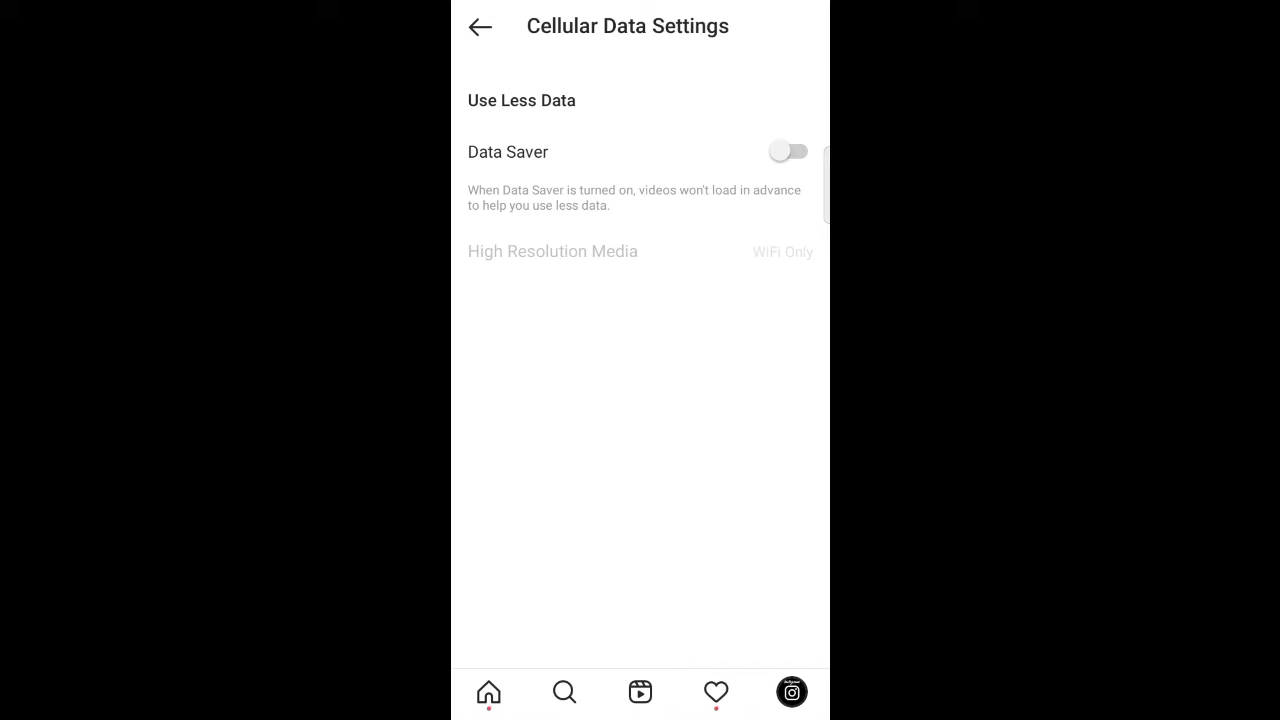 Cellular Data Settings
Use Less Data
Data Saver
When Data Saver is turned on, videos won't load in advance
to help you use less data.
High Resolution Media WiFi Only